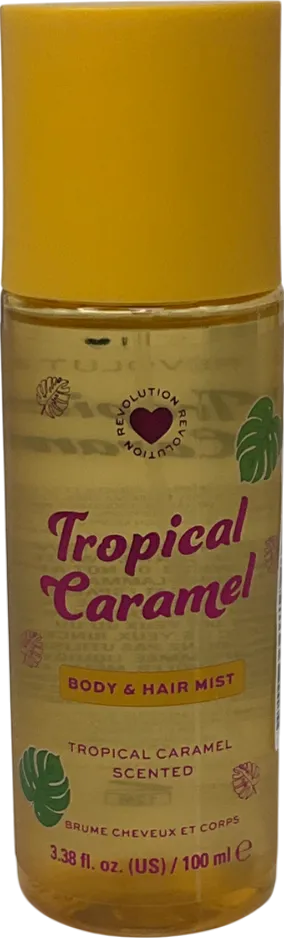 REVOLUTION REVOLUTION
Tropical
Caramel
BODY & HAIR MIST
TROPICAL CARAMEL
SCENTED
BRUME CHEVEUX ET CORPS
3.38 fl. oz. (US) / 100 ml ℮